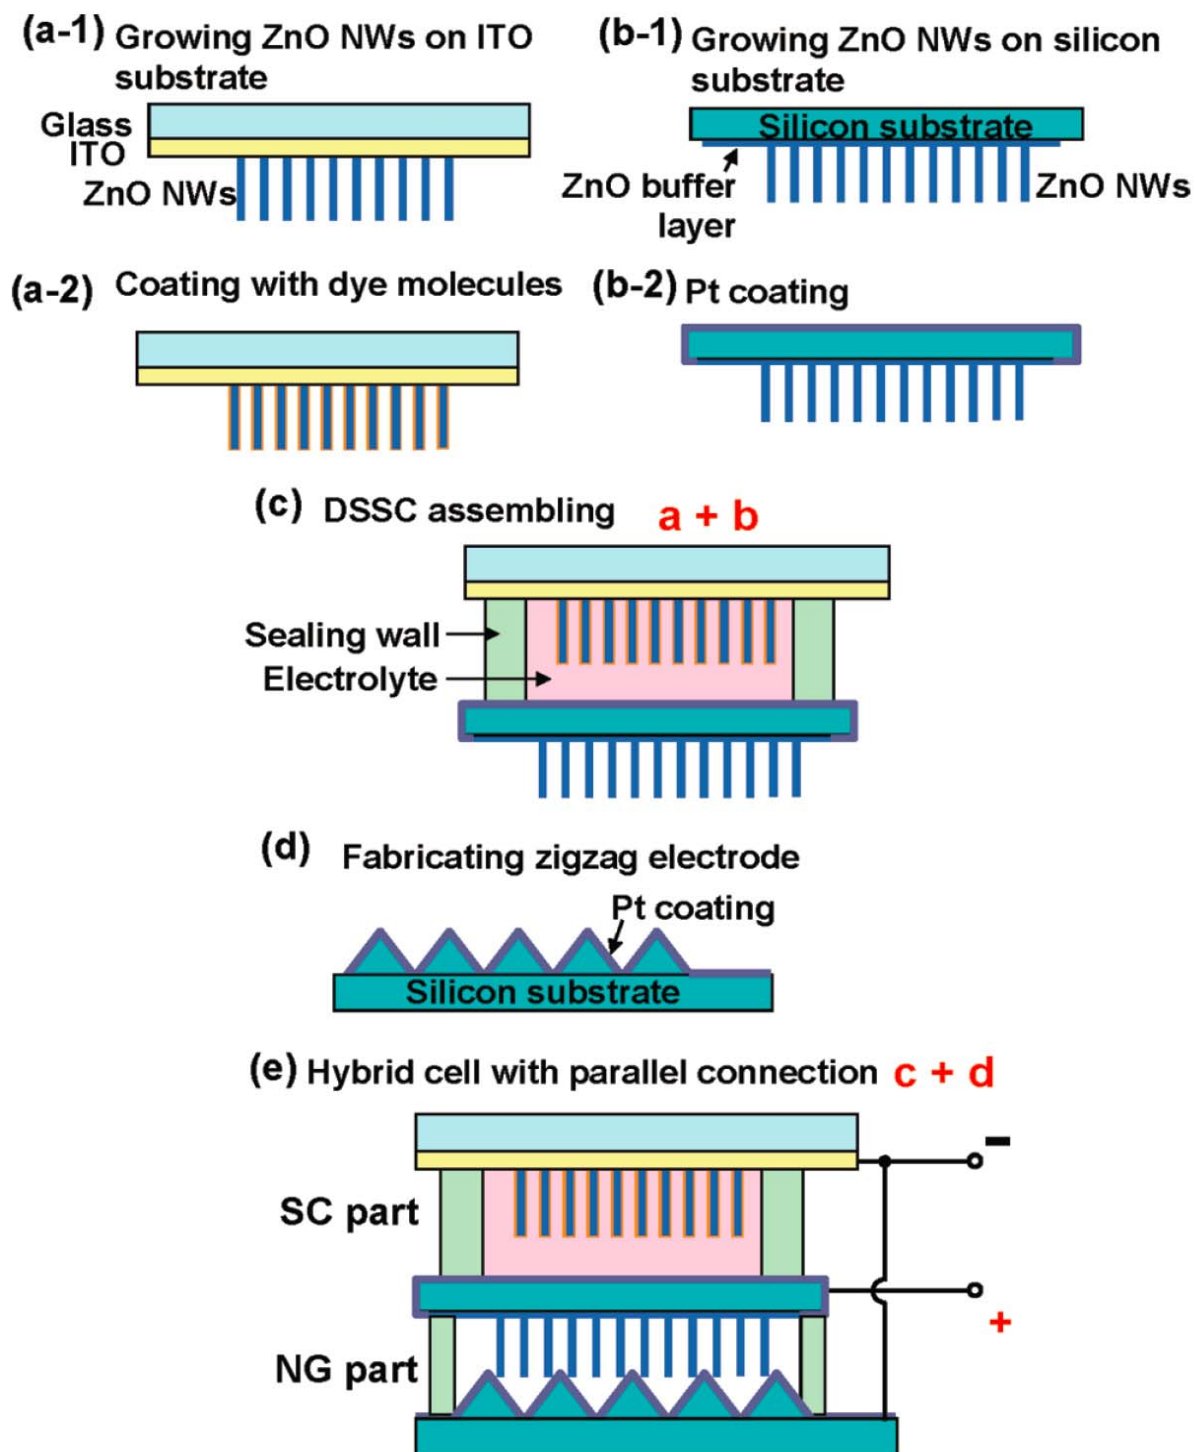 (a-1) Growing ZnO NWs on ITO
substrate
Glass
ITO
ZnO NWs
(b-1) Growing ZnO NWs on silicon
substrate
Silicon substrate
ZnO buffer
layer
ZnO NWs
(a-2) Coating with dye molecules
(b-2) Pt coating
(c) DSSC assembling a + b
Sealing wall
Electrolyte
(d) Fabricating zigzag electrode
Pt coating
Silicon substrate
(e) Hybrid cell with parallel connection c + d
-
SC part
+
NG part